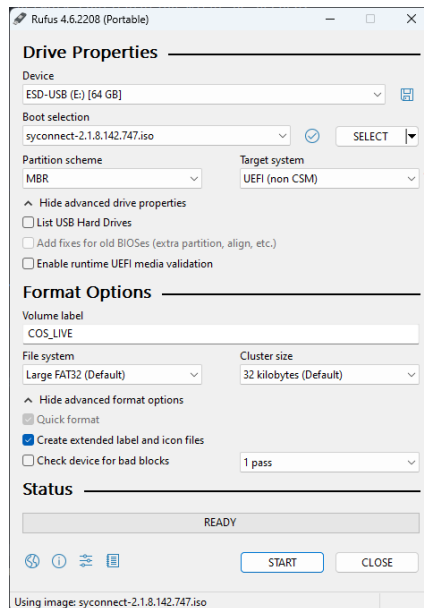 Rufus 4.6.2208 (Portable)
Drive Properties
Device
ESD-USB (E:) [64 GB]
Boot selection
syconnect-2.1.8.142.747.iso
SELECT
Partition scheme
Target system
MBR
UEFI (non CSM)
Hide advanced drive properties
List USB Hard Drives
Add fixes for old BIOSes (extra partition, align, etc.)
Enable runtime UEFI media validation
Format Options
Volume label
COS_LIVE
File system
Cluster size
Large FAT32 (Default)
32 kilobytes (Default)
Hide advanced format options
Quick format
Create extended label and icon files
Check device for bad blocks
1 pass
Status
READY
START
CLOSE
Using image: syconnect-2.1.8.142.747.iso